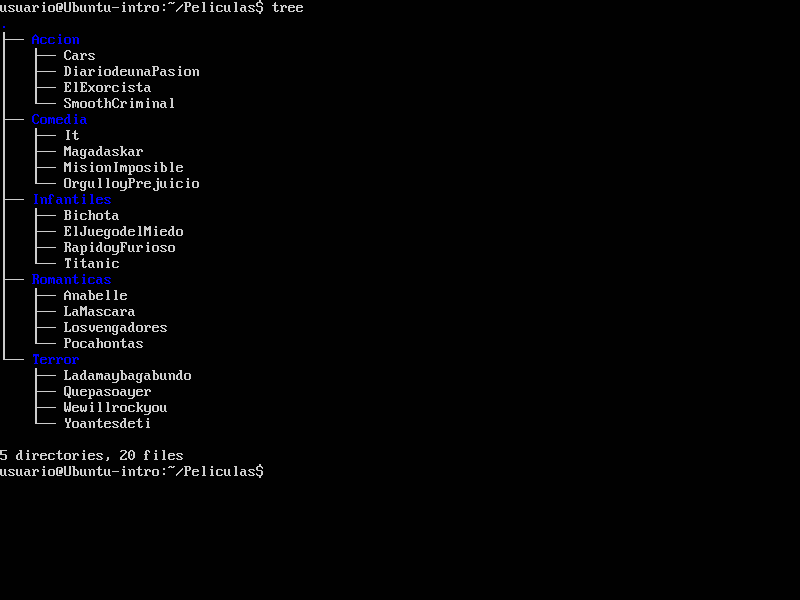 usuario@Ubuntu-intro:~/Peliculas$ tree
.
├── Accion
│   ├── Cars
│   ├── DiariodeunaPasion
│   ├── ElExorcista
│   └── SmoothCriminal
├── Comedia
│   ├── It
│   ├── Magadaskar
│   ├── MisionImposible
│   └── OrgulloyPrejuicio
├── Infantiles
│   ├── Bichota
│   ├── ElJuegodelMiedo
│   ├── RapidoyFurioso
│   └── Titanic
├── Romanticas
│   ├── Anabelle
│   ├── LaMascara
│   ├── Losvengadores
│   └── Pocahontas
└── Terror
    ├── Ladamaybagabundo
    ├── Quepasoayer
    ├── Wewillrockyou
    └── Yoantesdeti

5 directories, 20 files
usuario@Ubuntu-intro:~/Peliculas$